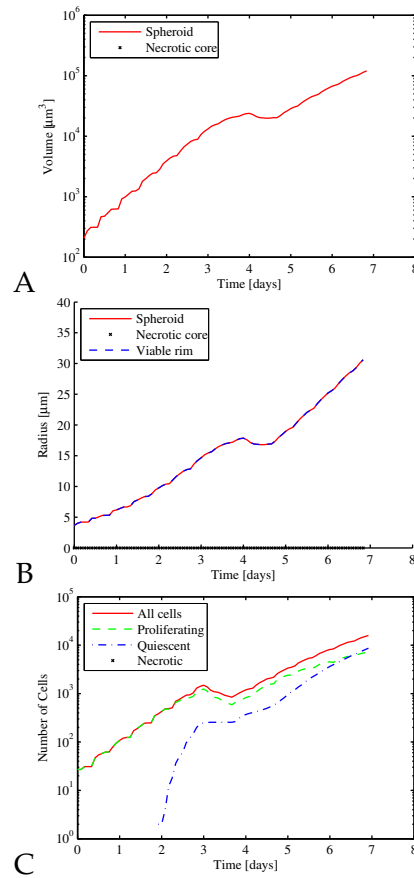 A
10^6
10^5
10^4
10^3
10^2
Volume [μm^3]
Spheroid
Necrotic core
0 1 2 3 4 5 6 7 8
Time [days]
B
40
35
30
25
20
15
10
5
0
Radius [μm]
Spheroid
Necrotic core
Viable rim
0 1 2 3 4 5 6 7 8
Time [days]
C
10^5
10^4
10^3
10^2
10^1
10^0
Number of Cells
All cells
Proliferating
Quiescent
Necrotic
0 1 2 3 4 5 6 7 8
Time [days]